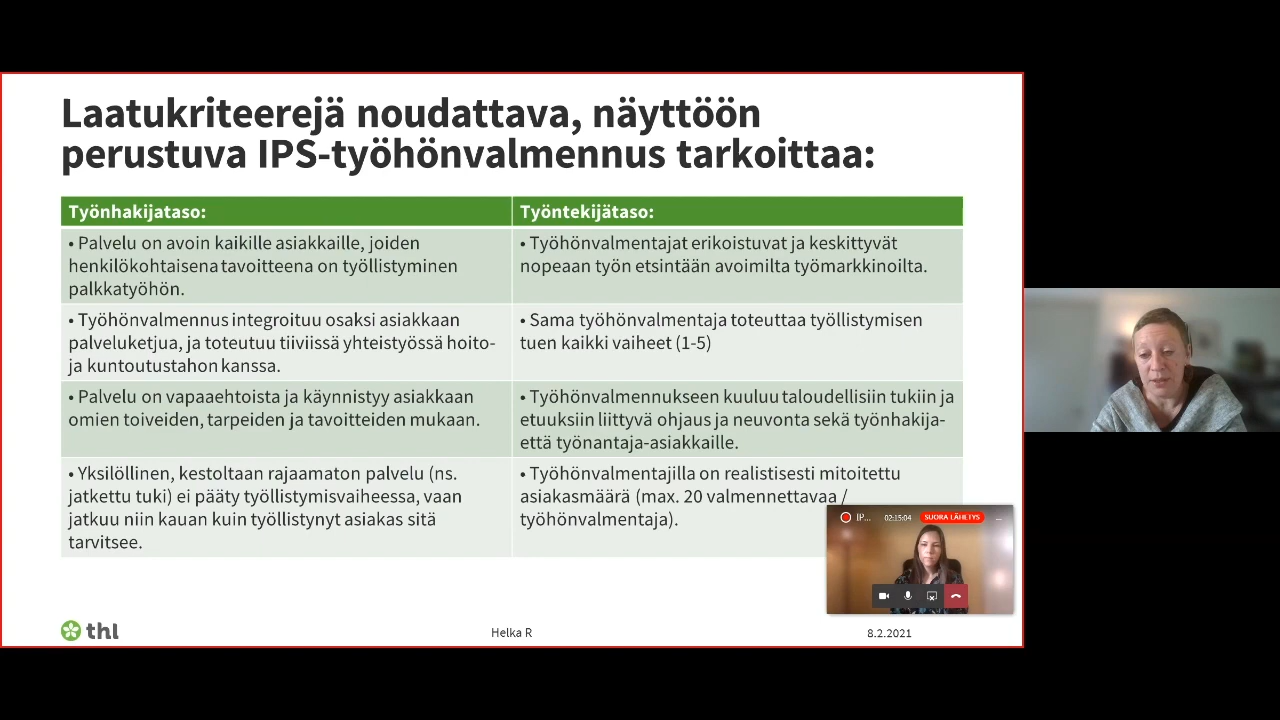 Laatukriteerejä noudattava, näyttöön
perustuva IPS-työhönvalmennus tarkoittaa:
Työnhakijataso:
• Palvelu on avoin kaikille asiakkaille, joiden
henkilökohtaisena tavoitteena on työllistyminen
palkkatyöhön.
• Työhönvalmennus integroituu osaksi asiakkaan
palveluketjua, ja toteutuu tiiviissä yhteistyössä hoito-
ja kuntoutustahon kanssa.
• Palvelu on vapaaehtoista ja käynnistyy asiakkaan
omien toiveiden, tarpeiden ja tavoitteiden mukaan.
• Yksilöllinen, kestoltaan rajaamaton palvelu (ns.
jatkettu tuki) ei pääty työllistymisvaiheessa, vaan
jatkuu niin kauan kuin työllistynyt asiakas sitä
tarvitsee.
Työntekijätaso:
• Työhönvalmentajat erikoistuvat ja keskittyvät
nopeaan työn etsintään avoimilta työmarkkinoilta.
• Sama työhönvalmentaja toteuttaa työllistymisen
tuen kaikki vaiheet (1-5)
• Työhönvalmennukseen kuuluu taloudellisiin tukiin ja
etuuksiin liittyvä ohjaus ja neuvonta sekä työnhakija-
että työnantaja-asiakkaille.
• Työhönvalmentajilla on realistisesti mitoitettu
asiakasmäärä (max. 20 valmennettavaa /
työhönvalmentaja).
IP... 02:15:04 SUORA LÄHETYS
thl
Helka R
8.2.2021